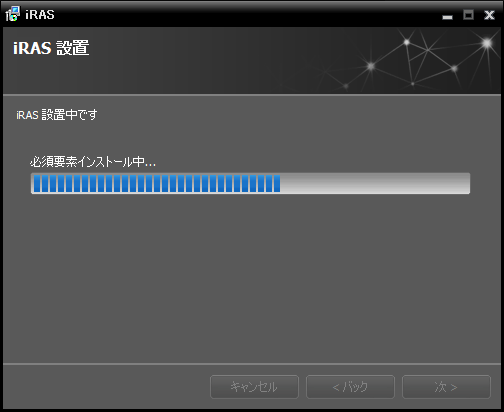 iRAS
iRAS 設置
iRAS 設置中です
必須要素インストール中...
キャンセル
< バック
次 >